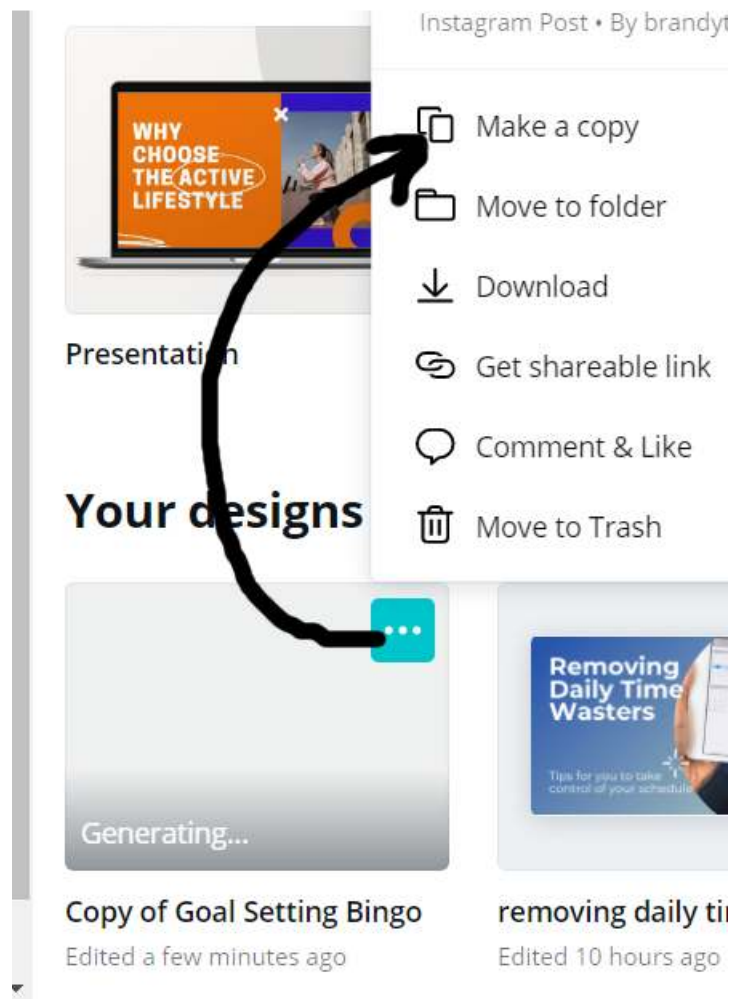 Instagram Post • By brandyt
WHY
CHOOSE
THE ACTIVE
LIFESTYLE
Make a copy
Move to folder
Download
Get shareable link
Comment & Like
Move to Trash
Presentation
Your designs
Removing
Daily Time
Wasters
Tips for you to take
control of your schedule
Generating...
Copy of Goal Setting Bingo
Edited a few minutes ago
removing daily
Edited 10 hours ago